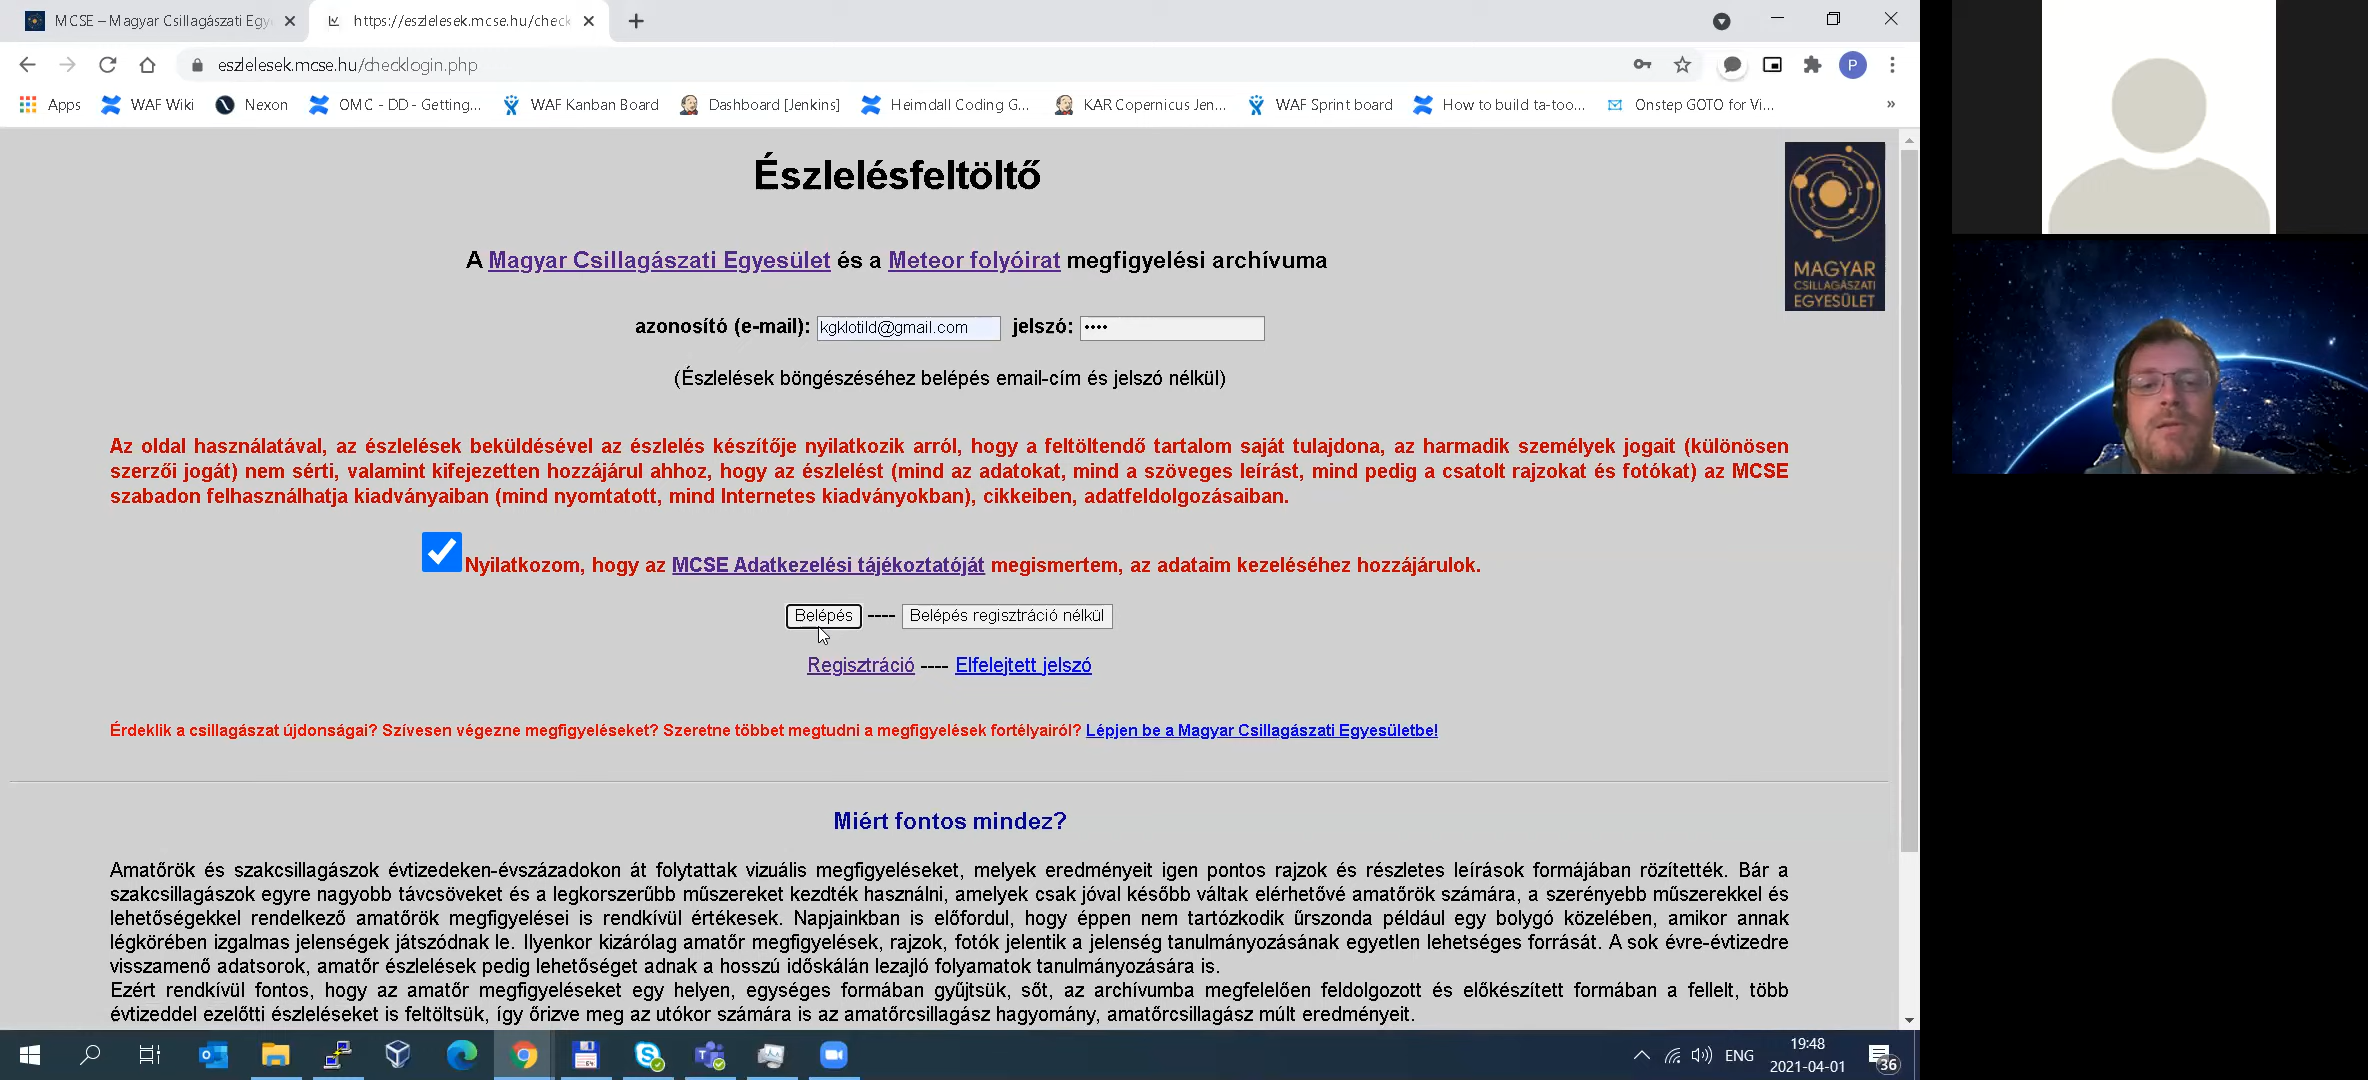 MCSE – Magyar Csillagászati Egy
https://eszlelesek.mcse.hu/check
eszlelesek.mcse.hu/checklogin.php
P
Apps
WAF Wiki
Nexon
OMC - DD - Getting...
WAF Kanban Board
Dashboard [Jenkins]
Heimdall Coding G...
KAR Copernicus Jen...
WAF Sprint board
How to build ta-too...
Onstep GOTO for Vi...
»
Észlelésfeltöltő
MAGYAR
CSILLAGÁSZATI
EGYESÜLET
A Magyar Csillagászati Egyesület és a Meteor folyóirat megfigyelési archívuma
azonosító (e-mail): kgklotild@gmail.com jelszó: ••••
(Észlelések böngészéséhez belépés email-cím és jelszó nélkül)
Az oldal használatával, az észlelések beküldésével az észlelés készítője nyilatkozik arról, hogy a feltöltendő tartalom saját tulajdona, az harmadik személyek jogait (különösen
szerzői jogát) nem sérti, valamint kifejezetten hozzájárul ahhoz, hogy az észlelést (mind az adatokat, mind a szöveges leírást, mind pedig a csatolt rajzokat és fotókat) az MCSE
szabadon felhasználhatja kiadványaiban (mind nyomtatott, mind Internetes kiadványokban), cikkeiben, adatfeldolgozásaiban.
Nyilatkozom, hogy az MCSE Adatkezelési tájékoztatóját megismertem, az adataim kezeléséhez hozzájárulok.
Belépés ---- Belépés regisztráció nélkül
Regisztráció ---- Elfelejtett jelszó
Érdeklik a csillagászat újdonságai? Szívesen végezne megfigyeléseket? Szeretne többet megtudni a megfigyelések fortélyairól? Lépjen be a Magyar Csillagászati Egyesületbe!
Miért fontos mindez?
Amatőrök és szakcsillagászok évtizedeken-évszázadokon át folytattak vizuális megfigyeléseket, melyek eredményeit igen pontos rajzok és részletes leírások formájában rözítették. Bár a
szakcsillagászok egyre nagyobb távcsöveket és a legkorszerűbb műszereket kezdték használni, amelyek csak jóval később váltak elérhetővé amatőrök számára, a szerényebb műszerekkel és
lehetőségekkel rendelkező amatőrök megfigyelései is rendkívül értékesek. Napjainkban is előfordul, hogy éppen nem tartózkodik űrszonda például egy bolygó közelében, amikor annak
légkörében izgalmas jelenségek játszódnak le. Ilyenkor kizárólag amatőr megfigyelések, rajzok, fotók jelentik a jelenség tanulmányozásának egyetlen lehetséges forrását. A sok évre-évtizedre
visszamenő adatsorok, amatőr észlelések pedig lehetőséget adnak a hosszú időskálán lezajló folyamatok tanulmányozására is.
Ezért rendkívül fontos, hogy az amatőr megfigyeléseket egy helyen, egységes formában gyűjtsük, sőt, az archívumba megfelelően feldolgozott és előkészített formában a fellelt, több
évtizeddel ezelőtti észleléseket is feltöltsük, így őrizve meg az utókor számára is az amatőrcsillagász hagyomány, amatőrcsillagász múlt eredményeit.
ENG
19:48
2021-04-01
36